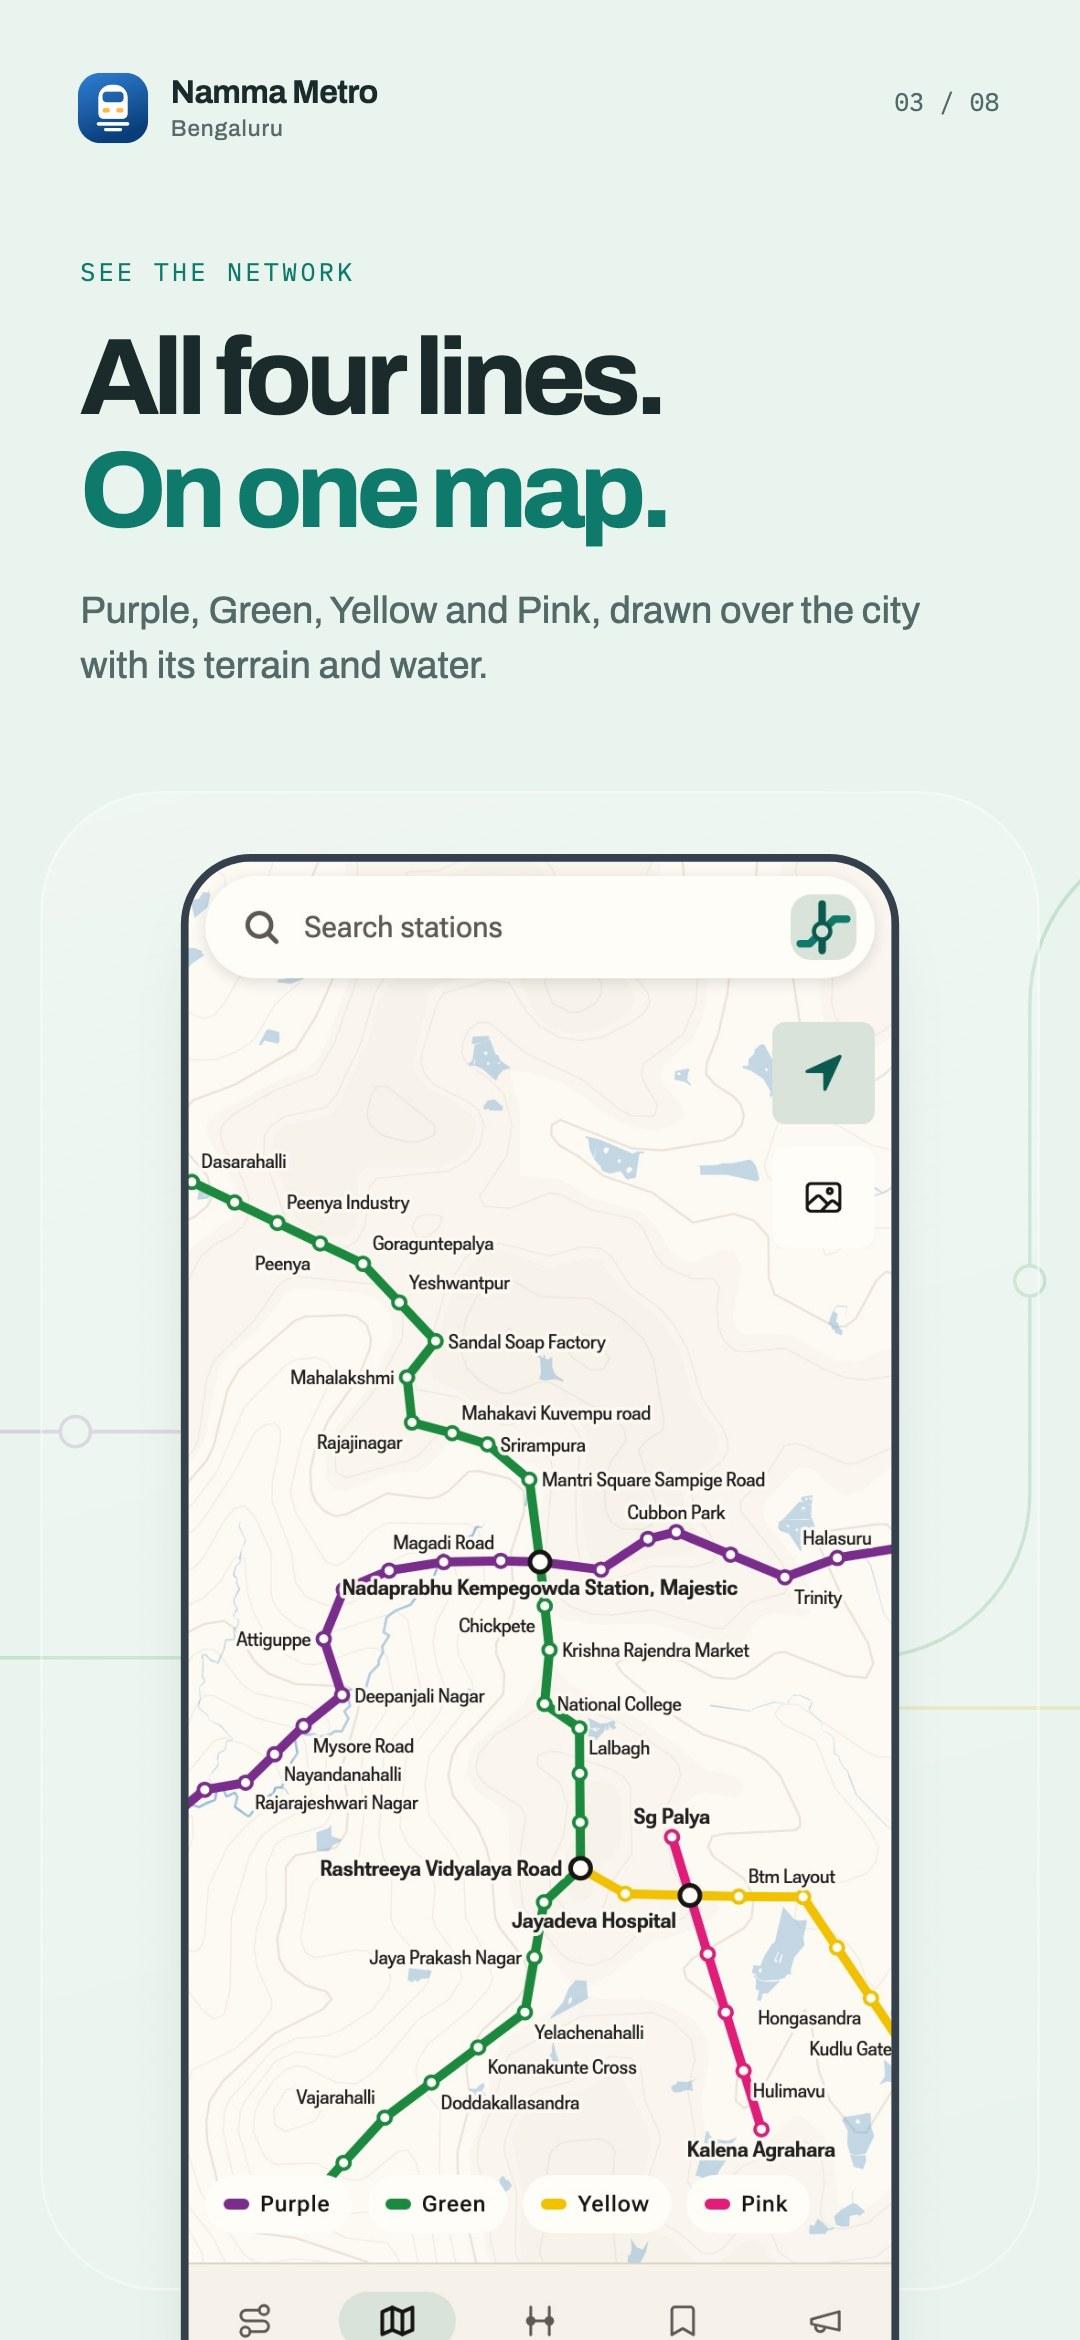 Namma Metro
Bengaluru
03 / 08
SEE THE NETWORK
All four lines.
On one map.
Purple, Green, Yellow and Pink, drawn over the city
with its terrain and water.
Search stations
Dasarahalli
Peenya Industry
Goraguntepalya
Peenya
Yeshwantpur
Sandal Soap Factory
Mahalakshmi
Mahakavi Kuvempu road
Rajajinagar
Srirampura
Mantri Square Sampige Road
Cubbon Park
Magadi Road
Halasuru
Nadaprabhu Kempegowda Station, Majestic
Trinity
Chickpete
Attiguppe
Krishna Rajendra Market
Deepanjali Nagar
National College
Mysore Road
Lalbagh
Nayandanahalli
Rajarajeshwari Nagar
Sg Palya
Rashtreeya Vidyalaya Road
Btm Layout
Jayadeva Hospital
Jaya Prakash Nagar
Hongasandra
Yelachenahalli
Kudlu Gate
Konanakunte Cross
Hulimavu
Vajarahalli
Doddakallasandra
Kalena Agrahara
Purple
Green
Yellow
Pink